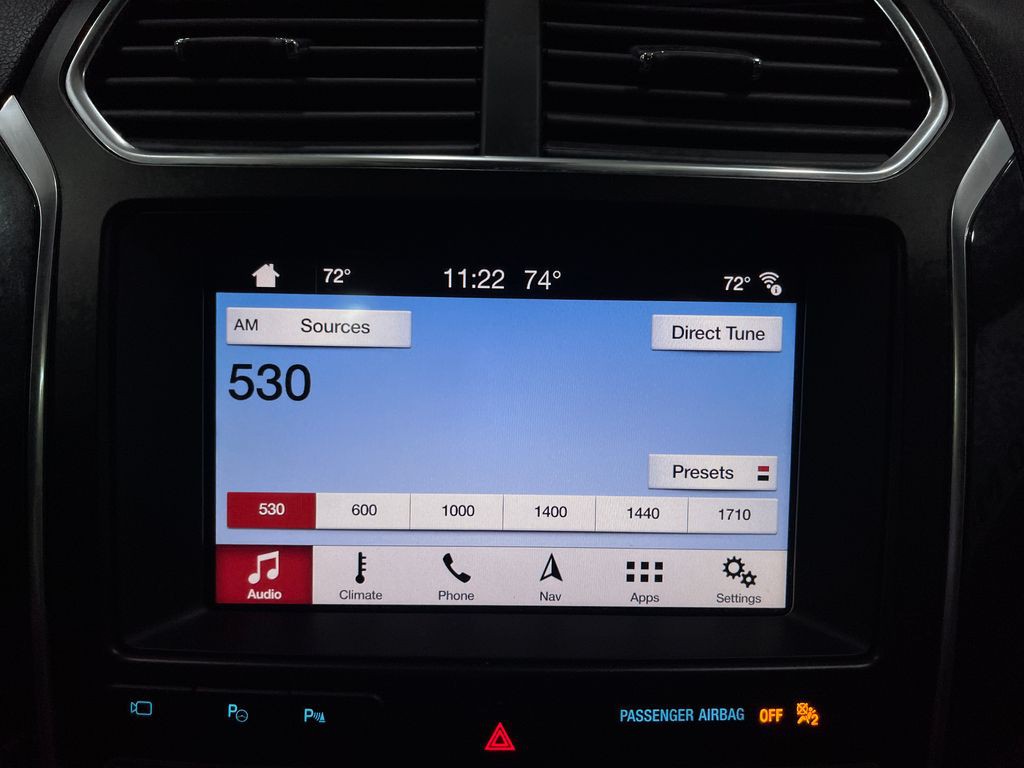 72° 11:22 74° 72°
AM Sources Direct Tune
530
Presets
530 600 1000 1400 1440 1710
Audio Climate Phone Nav Apps Settings
P P PASSENGER AIRBAG OFF 2